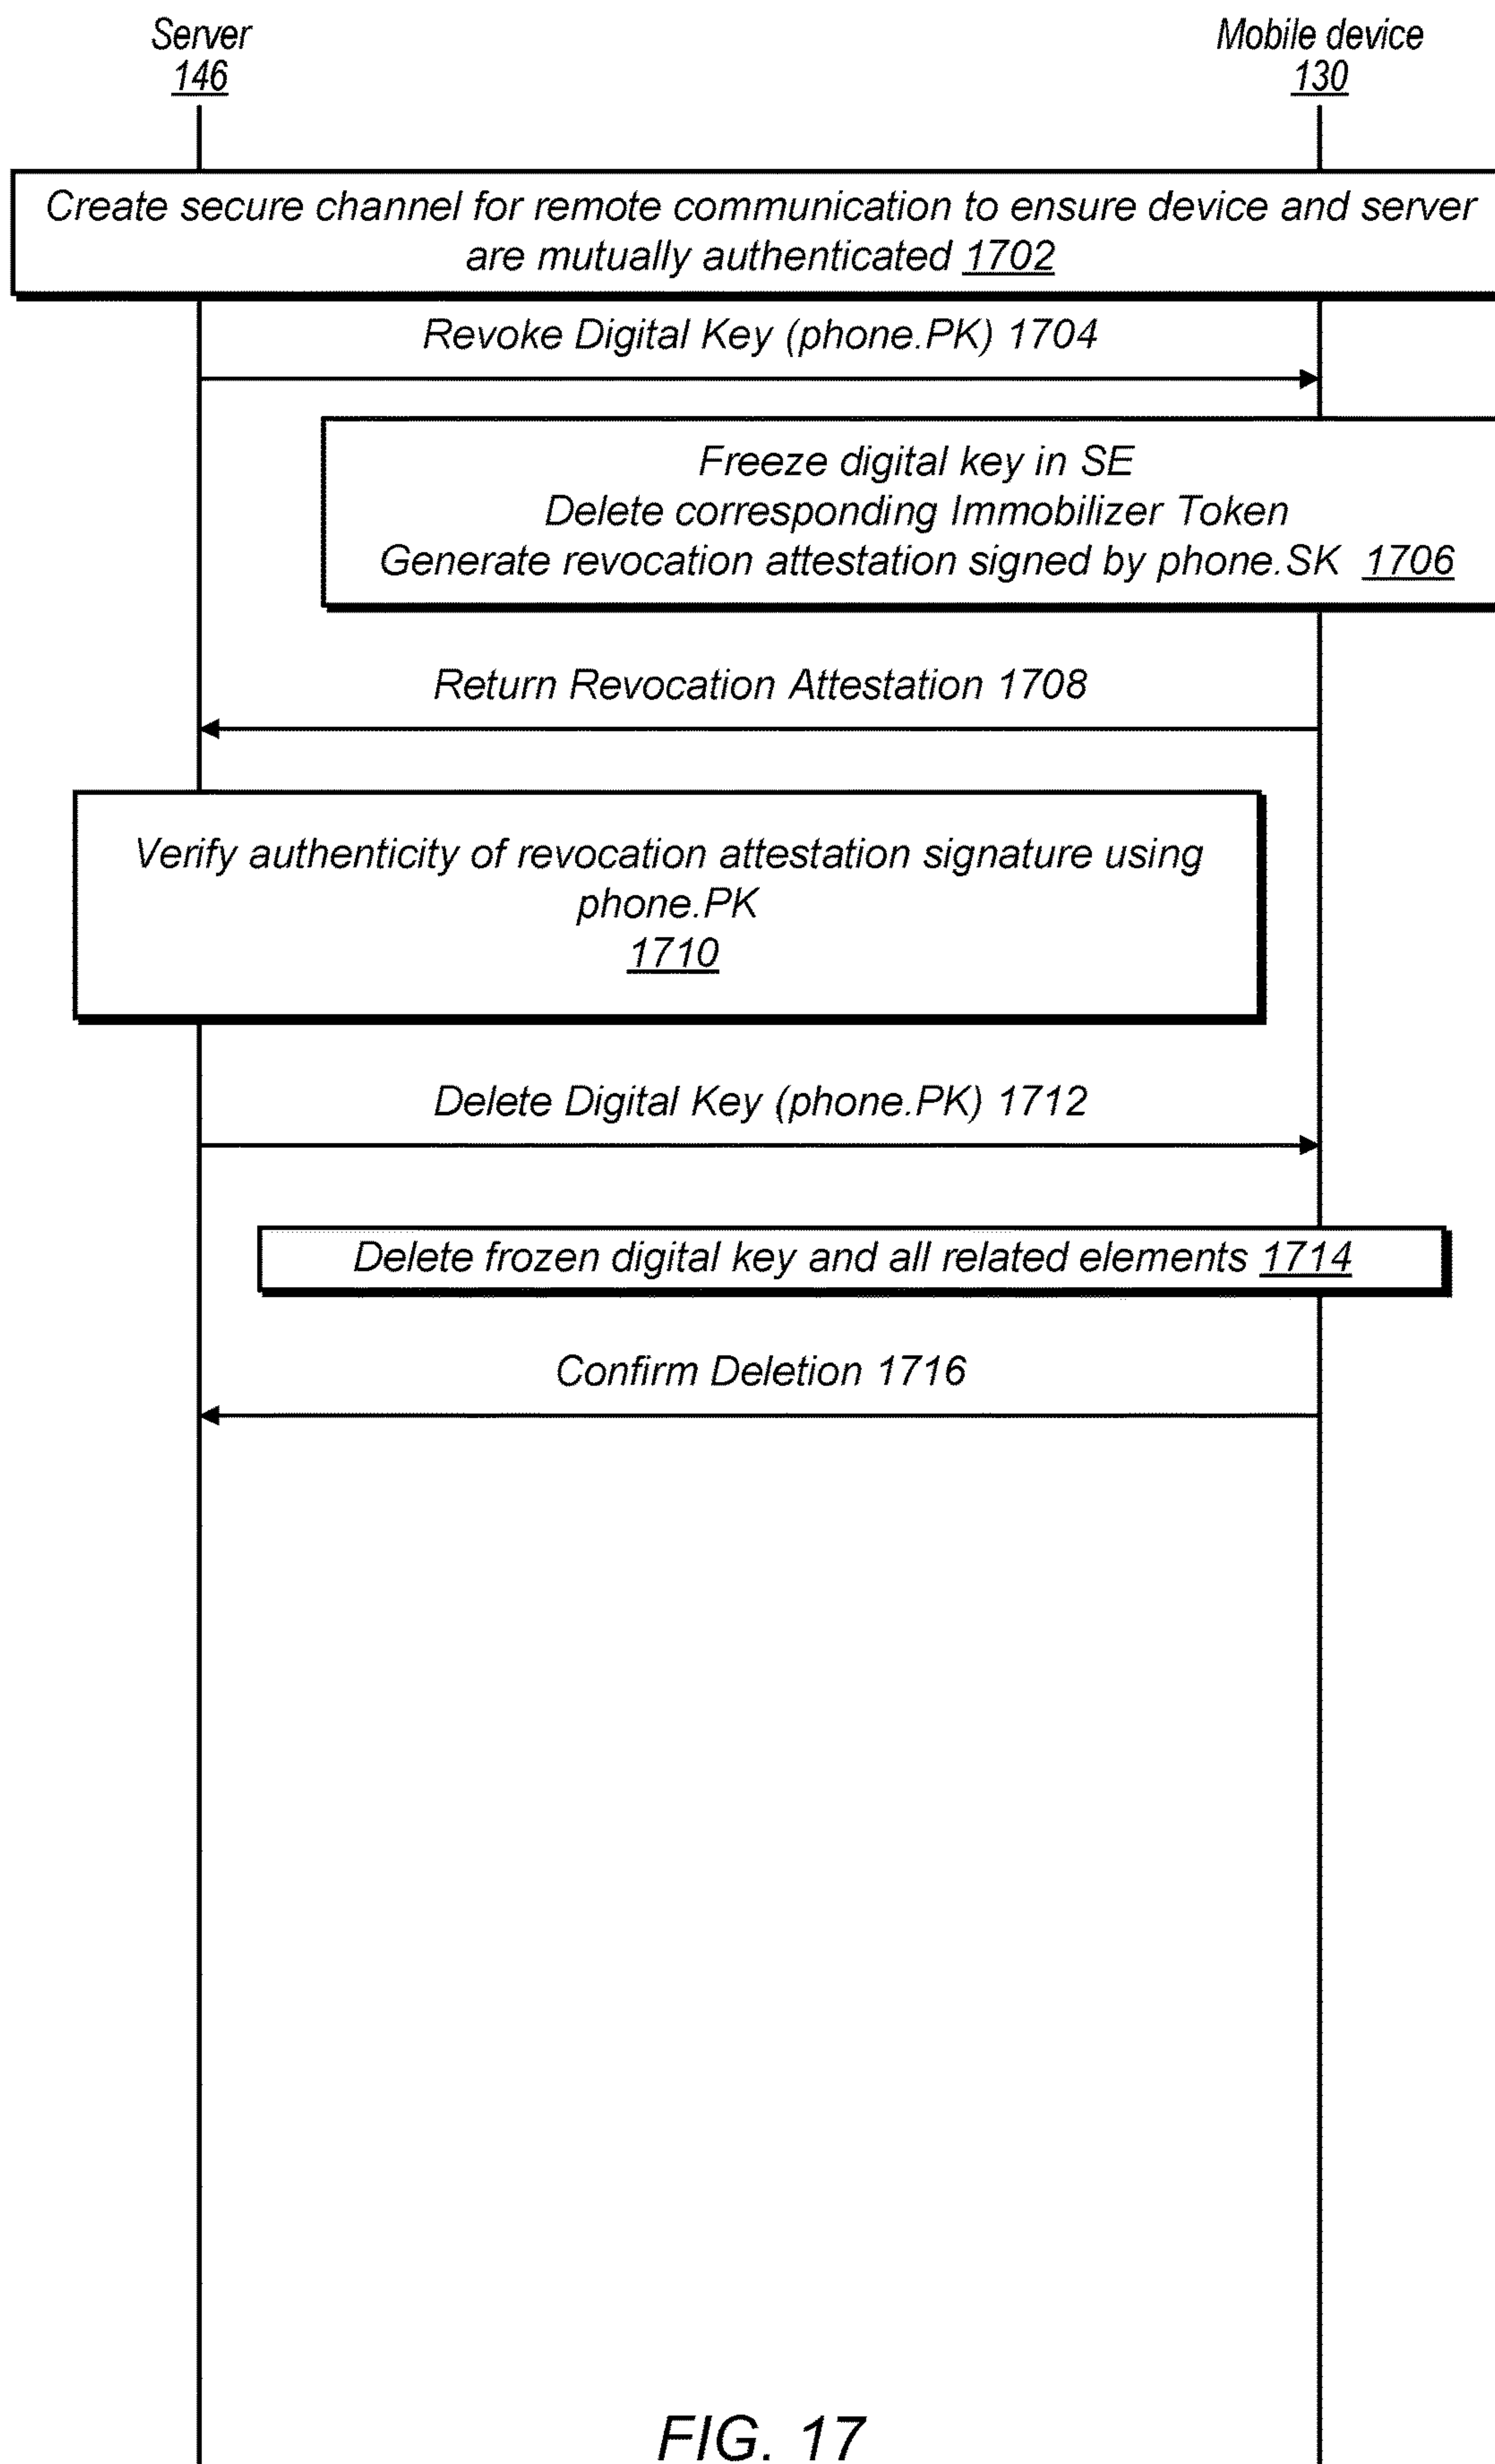 Server
146
Mobile device
130
Create secure channel for remote communication to ensure device and server
are mutually authenticated 1702
Revoke Digital Key (phone.PK) 1704
Freeze digital key in SE
Delete corresponding Immobilizer Token
Generate revocation attestation signed by phone.SK 1706
Return Revocation Attestation 1708
Verify authenticity of revocation attestation signature using
phone.PK
1710
Delete Digital Key (phone.PK) 1712
Delete frozen digital key and all related elements 1714
Confirm Deletion 1716
FIG. 17